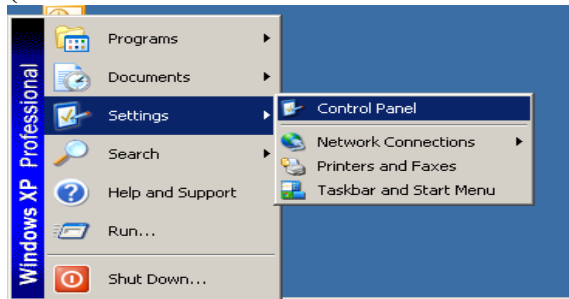 Windows XP Professional
Programs
Documents
Settings
Search
Help and Support
Run...
Shut Down...
Control Panel
Network Connections
Printers and Faxes
Taskbar and Start Menu